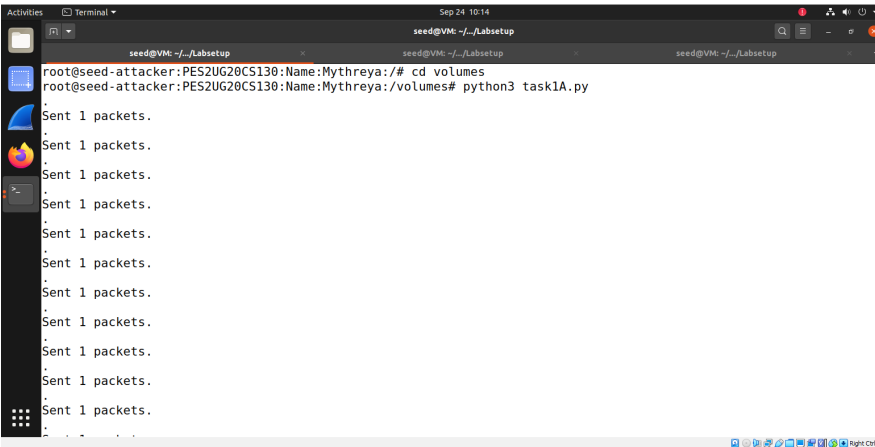 Activities
Terminal
Sep 24 10:14
seed@VM: ~/.../Labsetup
seed@VM: ~/.../Labsetup
seed@VM: ~/.../Labsetup
seed@VM: ~/.../Labsetup
root@seed-attacker:PES2UG20CS130:Name:Mythreya:/# cd volumes
root@seed-attacker:PES2UG20CS130:Name:Mythreya:/volumes# python3 task1A.py
.
Sent 1 packets.
.
Sent 1 packets.
.
Sent 1 packets.
.
Sent 1 packets.
.
Sent 1 packets.
.
Sent 1 packets.
.
Sent 1 packets.
.
Sent 1 packets.
.
Sent 1 packets.
.
Sent 1 packets.
.
Sent 1 packets.
.
Right Ctrl